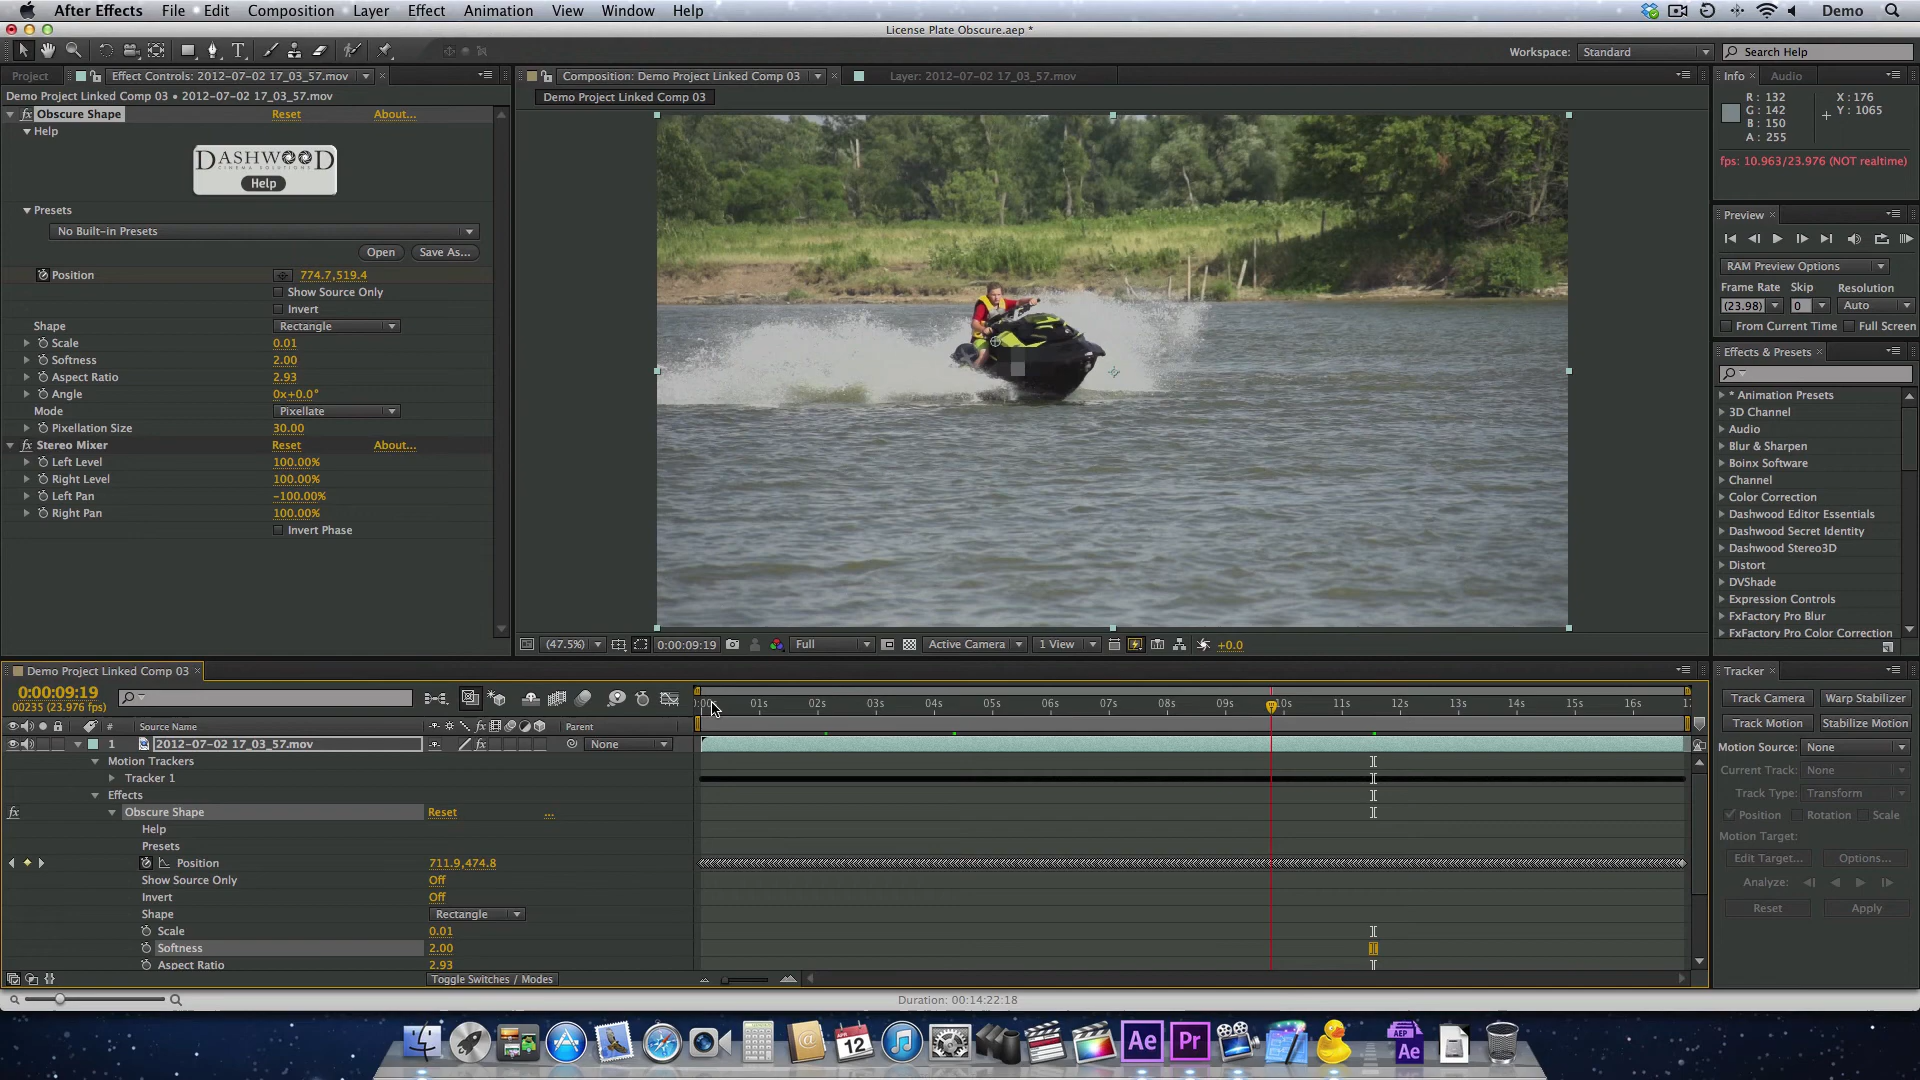 After Effects File Edit Composition Layer Effect Animation View Window Help Demo
License Plate Obscure.aep *
Workspace: Standard Search Help
Project Effect Controls: 2012-07-02 17_03_57.mov
Demo Project Linked Comp 03 • 2012-07-02 17_03_57.mov
fx Obscure Shape Reset About...
Help
DASHWOOD
CINEMA SOLUTIONS
Help
Presets
No Built-in Presets
Open Save As...
Position 774.7,519.4
Show Source Only
Invert
Shape Rectangle
Scale 0.01
Softness 2.00
Aspect Ratio 2.93
Angle 0x+0.0°
Mode Pixellate
Pixellation Size 30.00
fx Stereo Mixer Reset About...
Left Level 100.00%
Right Level 100.00%
Left Pan -100.00%
Right Pan 100.00%
Invert Phase
Composition: Demo Project Linked Comp 03 Layer: 2012-07-02 17_03_57.mov
Demo Project Linked Comp 03
(47.5%) 0:00:09:19 Full Active Camera 1 View +0.0
Info Audio
R: 132 X: 176
G: 142 Y: 1065
B: 150
A: 255
fps: 10.963/23.976 (NOT realtime)
Preview
RAM Preview Options
Frame Rate Skip Resolution
(23.98) 0 Auto
From Current Time Full Screen
Effects & Presets
* Animation Presets
3D Channel
Audio
Blur & Sharpen
Boinx Software
Channel
Color Correction
Dashwood Editor Essentials
Dashwood Secret Identity
Dashwood Stereo3D
Distort
DVShade
Expression Controls
FxFactory Pro Blur
FxFactory Pro Color Correction
Demo Project Linked Comp 03
0:00:09:19
00235 (23.976 fps)
# Source Name fx Parent
01s 02s 03s 04s 05s 06s 07s 08s 09s 10s 11s 12s 13s 14s 15s 16s
1 2012-07-02 17_03_57.mov fx None
Motion Trackers
Tracker 1
Effects
fx Obscure Shape Reset ...
Help
Presets
Position 711.9,474.8
Show Source Only Off
Invert Off
Shape Rectangle
Scale 0.01
Softness 2.00
Aspect Ratio 2.93
Toggle Switches / Modes
Tracker
Track Camera Warp Stabilizer
Track Motion Stabilize Motion
Motion Source: None
Current Track: None
Track Type: Transform
Position Rotation Scale
Motion Target:
Edit Target... Options...
Analyze:
Reset Apply
Duration: 00:14:22:18
APR
12
Ae Pr AEP Ae